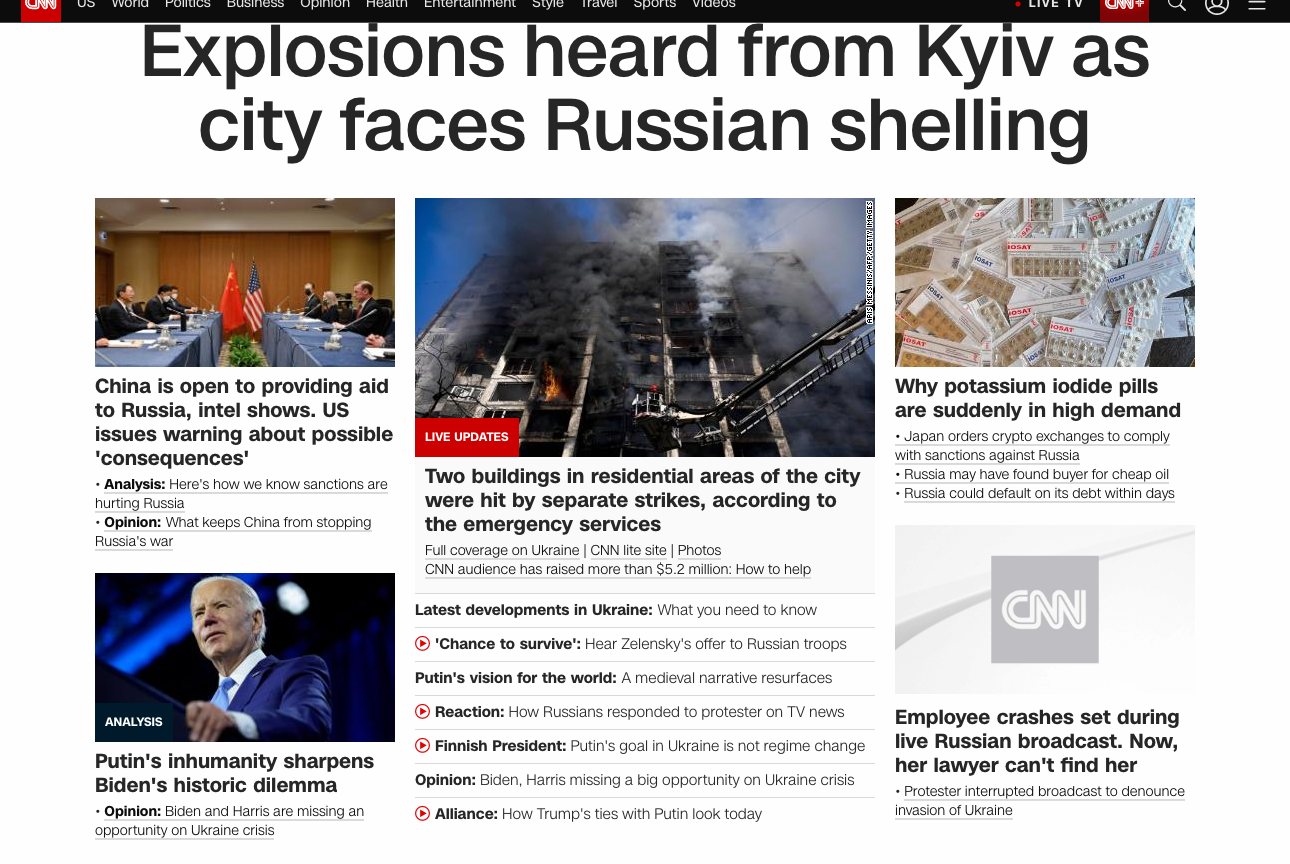 CNN US World Politics Business Opinion Health Entertainment Style Travel Sports Videos LIVE TV CNN+
Explosions heard from Kyiv as
city faces Russian shelling
China is open to providing aid
to Russia, intel shows. US
issues warning about possible
'consequences'
• Analysis: Here's how we know sanctions are
hurting Russia
• Opinion: What keeps China from stopping
Russia's war
ANALYSIS
Putin's inhumanity sharpens
Biden's historic dilemma
• Opinion: Biden and Harris are missing an
opportunity on Ukraine crisis
ARIS MESSINIS/AFP/GETTY IMAGES
LIVE UPDATES
Two buildings in residential areas of the city
were hit by separate strikes, according to
the emergency services
Full coverage on Ukraine | CNN lite site | Photos
CNN audience has raised more than $5.2 million: How to help
Latest developments in Ukraine: What you need to know
'Chance to survive': Hear Zelensky's offer to Russian troops
Putin's vision for the world: A medieval narrative resurfaces
Reaction: How Russians responded to protester on TV news
Finnish President: Putin's goal in Ukraine is not regime change
Opinion: Biden, Harris missing a big opportunity on Ukraine crisis
Alliance: How Trump's ties with Putin look today
IOSAT
IOSAT
IOSAT
IOSAT
IOSAT
IOSAT
Why potassium iodide pills
are suddenly in high demand
• Japan orders crypto exchanges to comply
with sanctions against Russia
• Russia may have found buyer for cheap oil
• Russia could default on its debt within days
CNN
Employee crashes set during
live Russian broadcast. Now,
her lawyer can't find her
• Protester interrupted broadcast to denounce
invasion of Ukraine